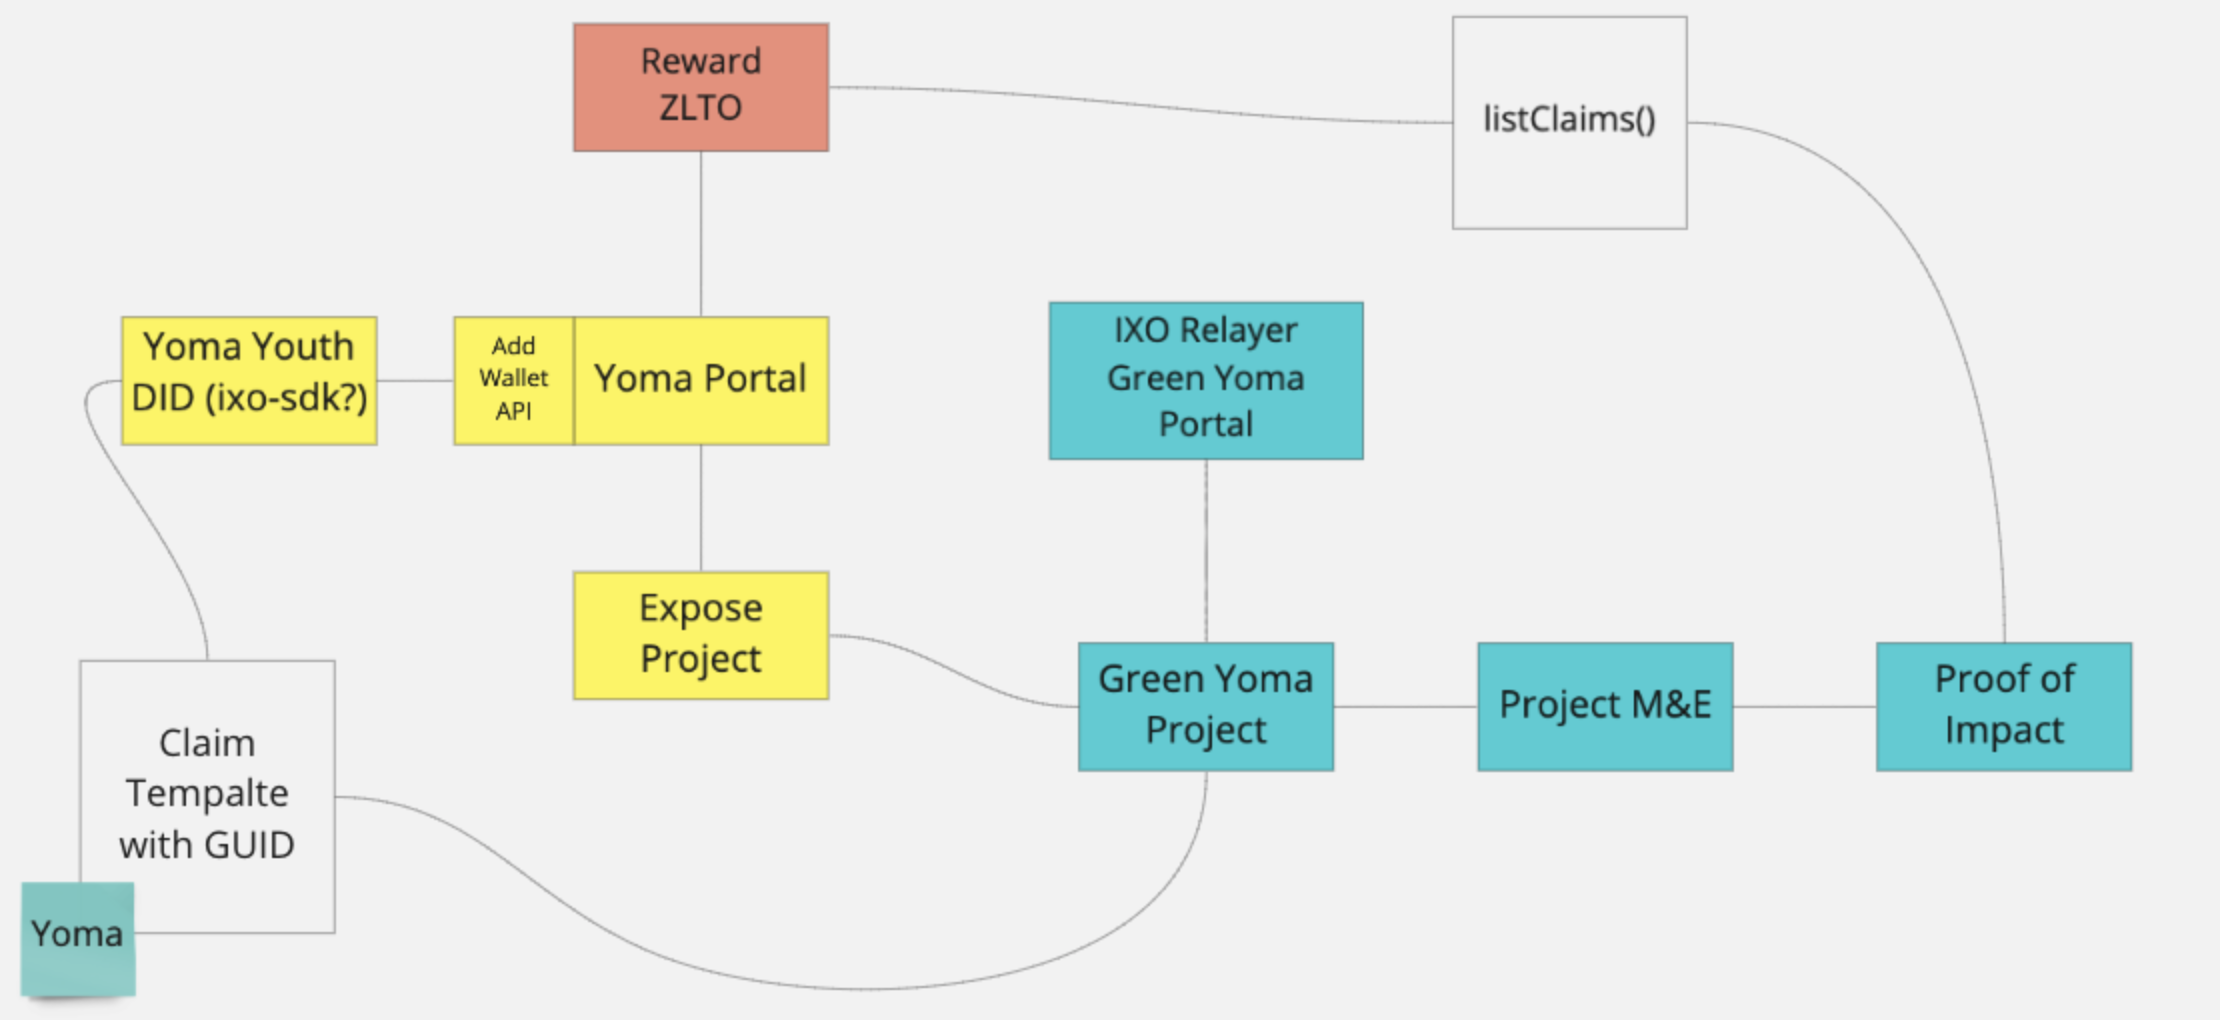 Reward
ZLTO
listClaims()
Yoma Youth
DID (ixo-sdk?)
Add
Wallet
API
Yoma Portal
IXO Relayer
Green Yoma
Portal
Expose
Project
Green Yoma
Project
Project M&E
Proof of
Impact
Claim
Tempalte
with GUID
Yoma